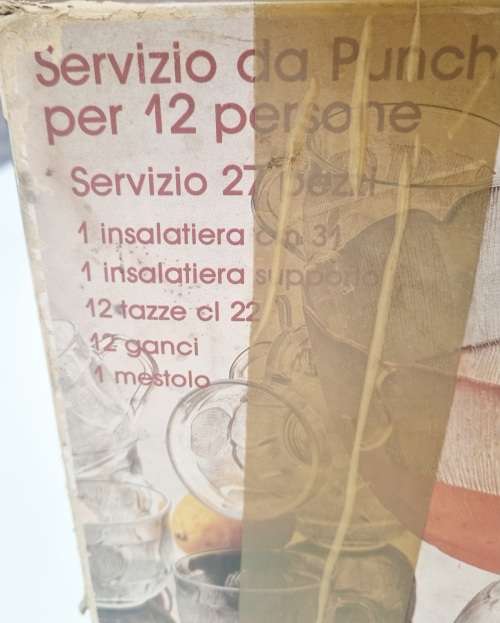 Servizio da Punch
per 12 persone
Servizio 27 pezzi
1 insalatiera cm 31
1 insalatiera supporto
12 tazze cl 22
12 ganci
1 mestolo